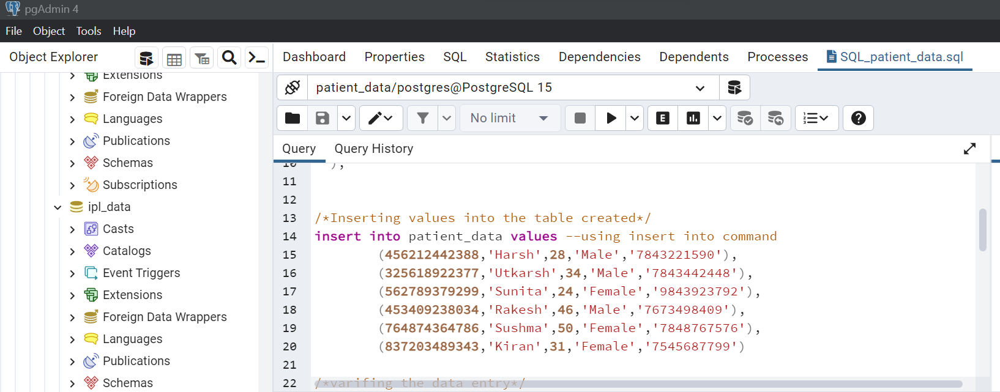 pgAdmin 4
File Object Tools Help
Object Explorer
Dashboard Properties SQL Statistics Dependencies Dependents Processes SQL_patient_data.sql
Extensions
Foreign Data Wrappers
Languages
Publications
Schemas
Subscriptions
ipl_data
Casts
Catalogs
Event Triggers
Extensions
Foreign Data Wrappers
Languages
Publications
Schemas
patient_data/postgres@PostgreSQL 15
No limit
E
Query Query History
10 );
11
12
13 /*Inserting values into the table created*/
14 insert into patient_data values --using insert into command
15 (456212442388,'Harsh',28,'Male','7843221590'),
16 (325618922377,'Utkarsh',34,'Male','7843442448'),
17 (562789379299,'Sunita',24,'Female','9843923792'),
18 (453409238034,'Rakesh',46,'Male','7673498409'),
19 (764874364786,'Sushma',50,'Female','7848767576'),
20 (837203489343,'Kiran',31,'Female','7545687799')
21
22 /*varifing the data entry*/